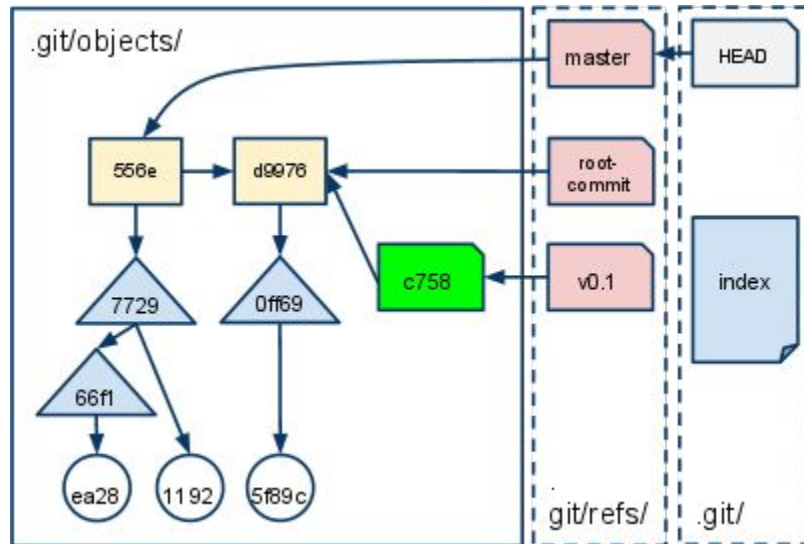 .git/objects/
master
HEAD
556e
d9976
root-
commit
c758
v0.1
index
7729
0ff69
66f1
ea28
1192
5f89c
.
git/refs/
.git/